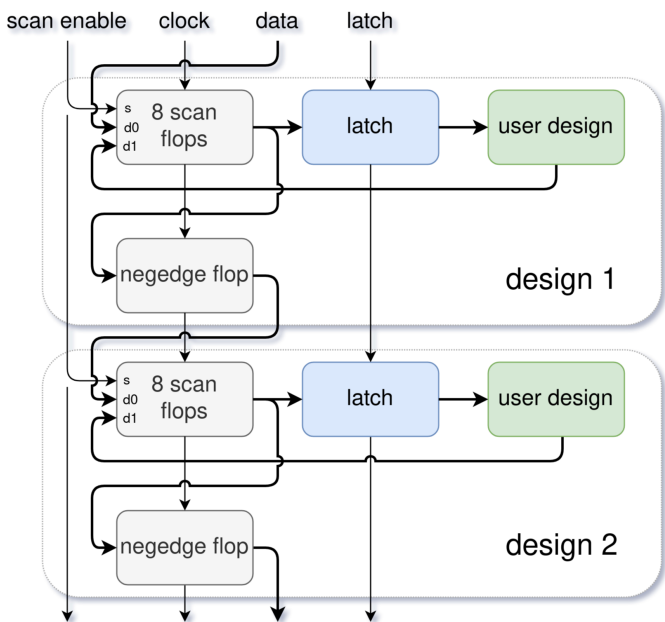 scan enable clock data latch
s
d0
d1
8 scan
flops
latch
user design
negedge flop
design 1
s
d0
d1
8 scan
flops
latch
user design
negedge flop
design 2